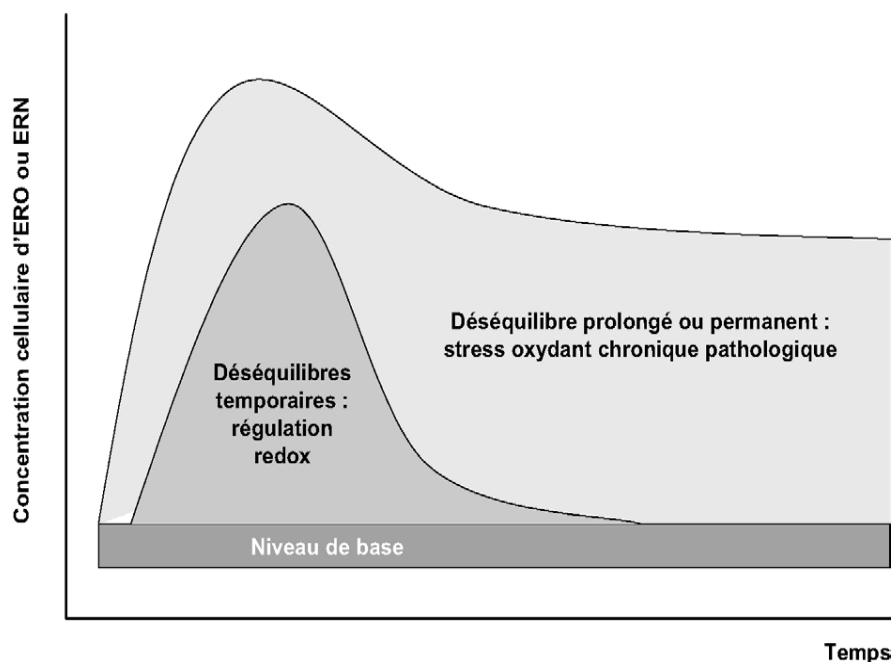 Concentration cellulaire d'ERO ou ERN
Déséquilibre prolongé ou permanent :
stress oxydant chronique pathologique
Déséquilibres
temporaires :
régulation
redox
Niveau de base
Temps